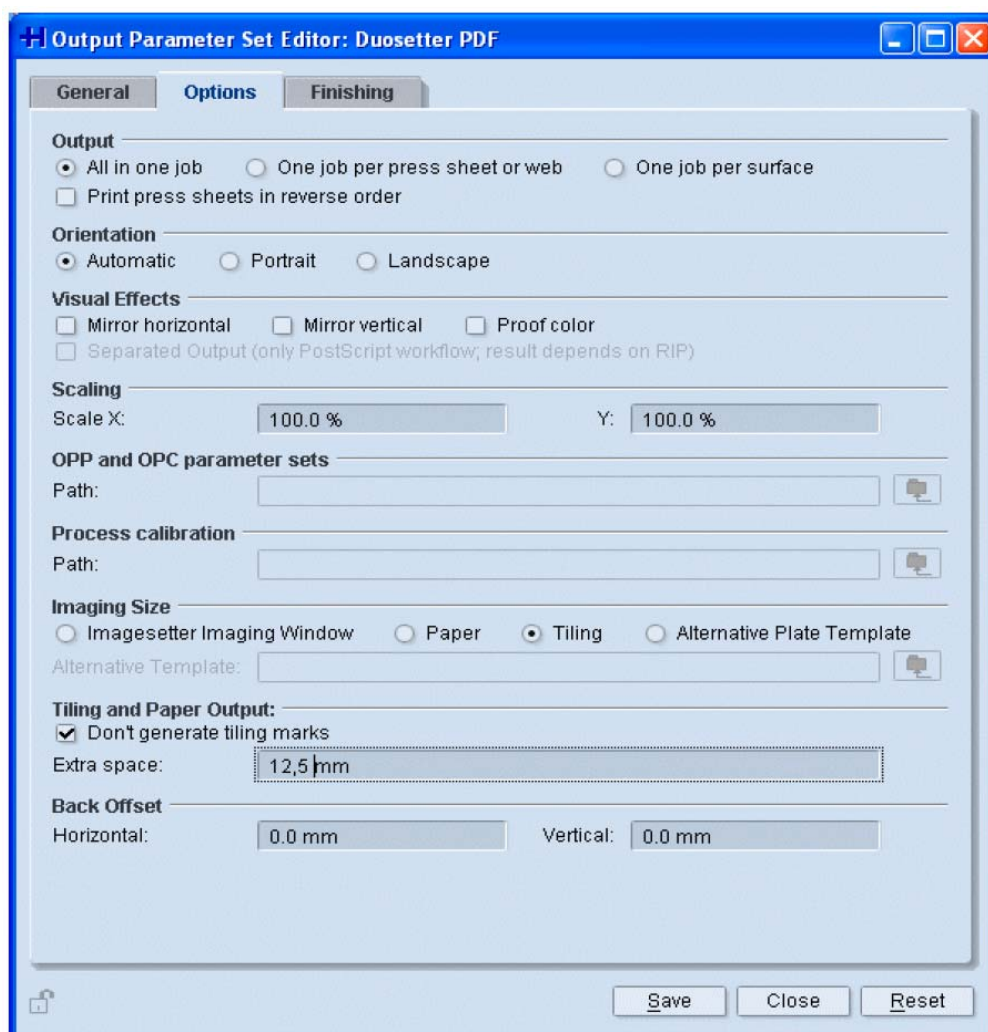 Output Parameter Set Editor: Duosetter PDF
General Options Finishing
Output
All in one job One job per press sheet or web One job per surface
Print press sheets in reverse order
Orientation
Automatic Portrait Landscape
Visual Effects
Mirror horizontal Mirror vertical Proof color
Separated Output (only PostScript workflow; result depends on RIP)
Scaling
Scale X: 100.0 % Y: 100.0 %
OPP and OPC parameter sets
Path:
Process calibration
Path:
Imaging Size
Imagesetter Imaging Window Paper Tiling Alternative Plate Template
Alternative Template:
Tiling and Paper Output:
Don't generate tiling marks
Extra space: 12,5 mm
Back Offset
Horizontal: 0.0 mm Vertical: 0.0 mm
Save Close Reset